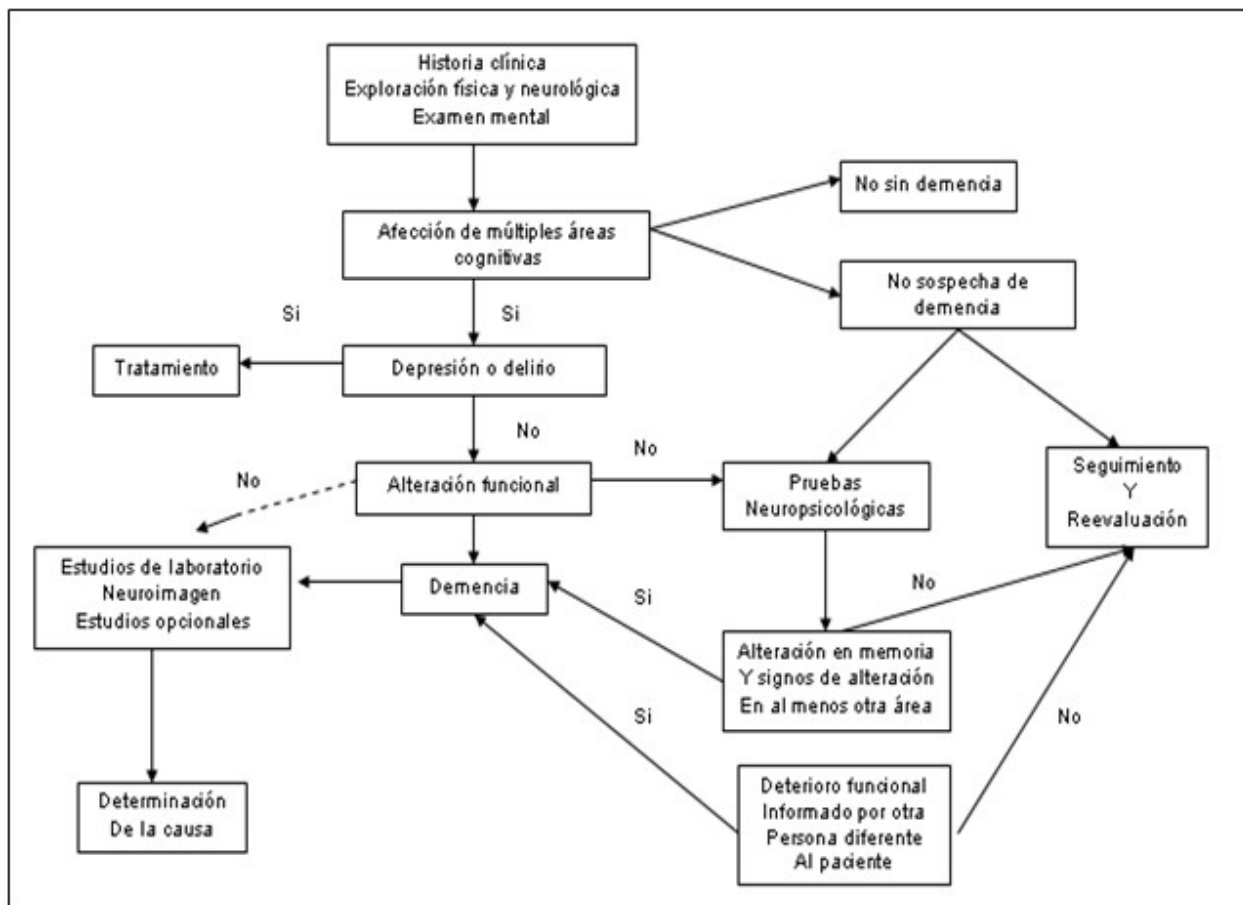 Historia clínica
Exploración física y neurológica
Examen mental
No sin demencia
Afección de múltiples áreas
cognitivas
No sospecha de
demencia
Si
Si
Tratamiento
Depresión o delirio
No
No
No
Alteración funcional
Pruebas
Neuropsicológicas
Seguimiento
Y
Reevaluación
Estudios de laboratorio
Neuroimagen
Estudios opcionales
Demencia
Si
No
Alteración en memoria
Y signos de alteración
En al menos otra área
Si
No
Determinación
De la causa
Deterioro funcional
Informado por otra
Persona diferente
Al paciente